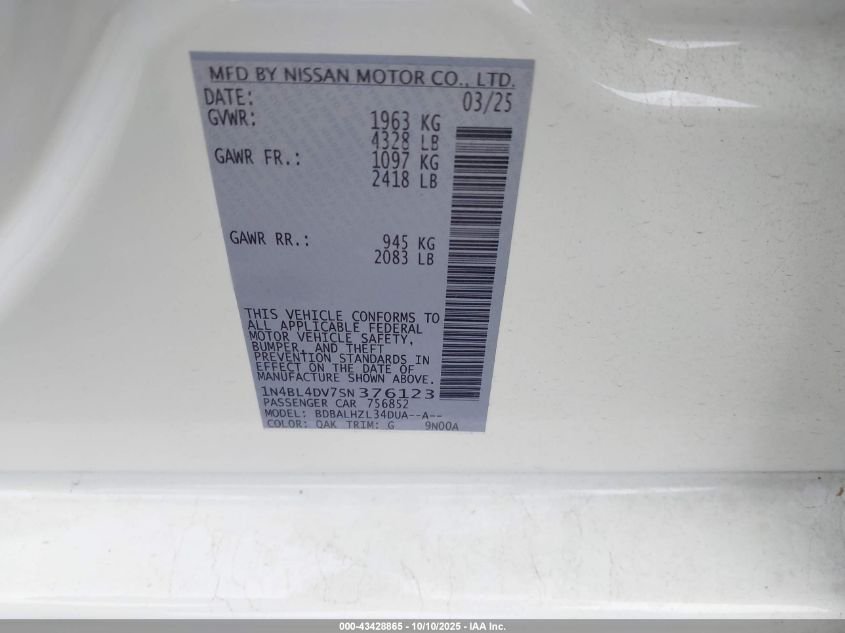 MFD BY NISSAN MOTOR CO., LTD.
DATE: 03/25
GVWR: 1963 KG
4328 LB
GAWR FR.: 1097 KG
2418 LB
GAWR RR.: 945 KG
2083 LB
THIS VEHICLE CONFORMS TO
ALL APPLICABLE FEDERAL
MOTOR VEHICLE SAFETY,
BUMPER, AND THEFT
PREVENTION STANDARDS IN
EFFECT ON THE DATE OF
MANUFACTURE SHOWN ABOVE.
1N4BL4DV7SN376123
PASSENGER CAR 756852
MODEL: BDBALHZL34DUA--A--
COLOR: QAK TRIM: G 9N00A
000-43428865 - 10/10/2025 - IAA Inc.